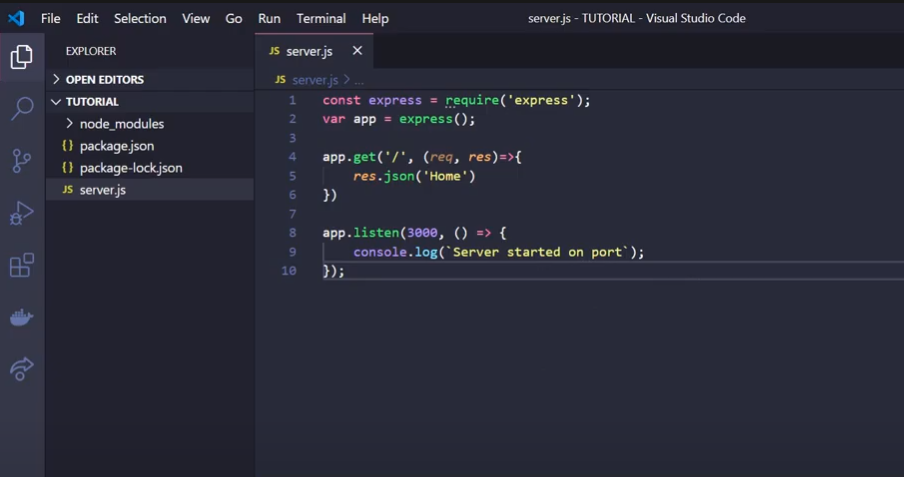 File Edit Selection View Go Run Terminal Help server.js - TUTORIAL - Visual Studio Code
EXPLORER
OPEN EDITORS
TUTORIAL
node_modules
{} package.json
{} package-lock.json
JS server.js
JS server.js ×
JS server.js > ...
1 const express = require('express');
2 var app = express();
3
4 app.get('/', (req, res)=>{
5     res.json('Home')
6 })
7
8 app.listen(3000, () => {
9     console.log(`Server started on port`);
10 });